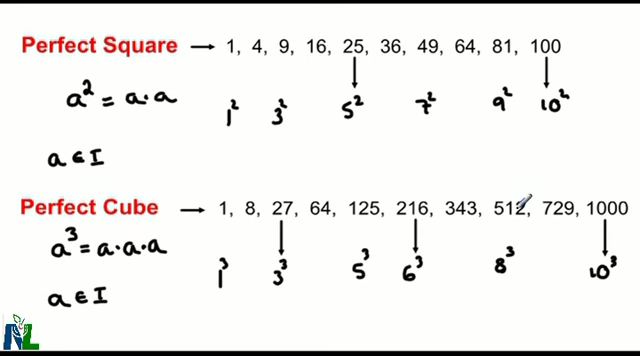 Perfect Square → 1, 4, 9, 16, 25, 36, 49, 64, 81, 100
a² = a·a
1² 3² 5² 7² 9² 10²
a ∈ I
Perfect Cube → 1, 8, 27, 64, 125, 216, 343, 512, 729, 1000
a³ = a·a·a
1³ 3³ 5³ 6³ 8³ 10³
a ∈ I
NL